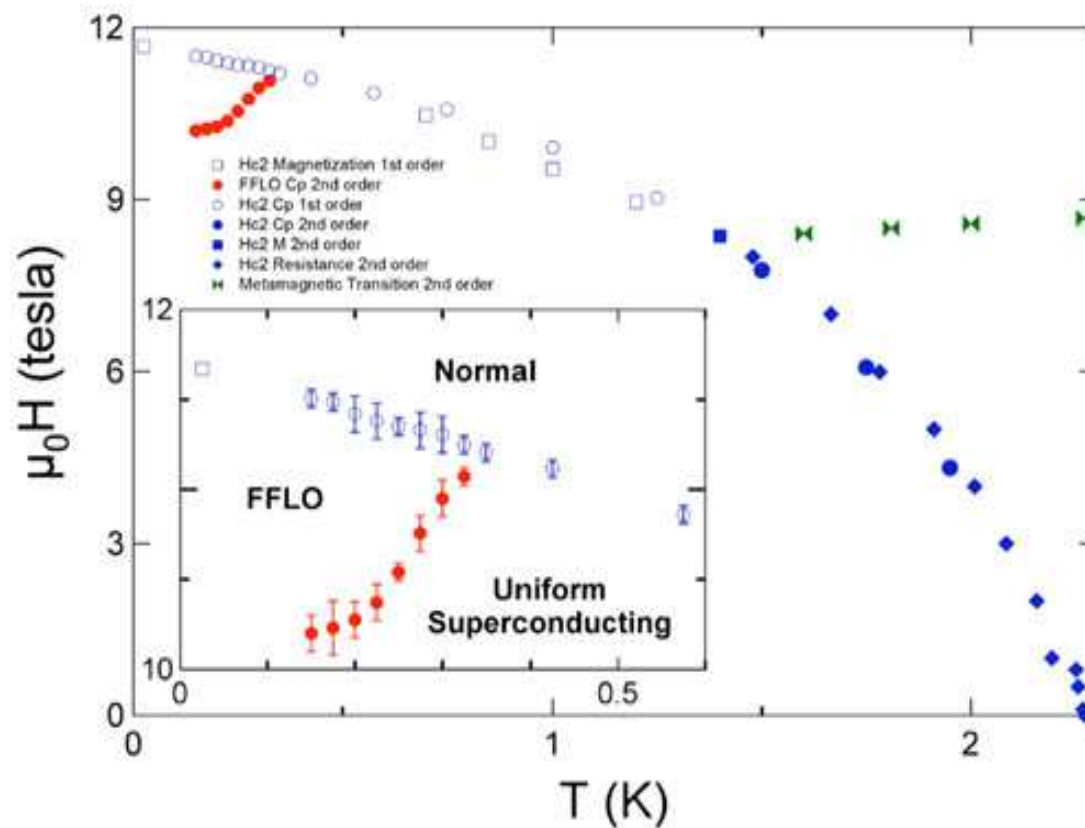 12
9
6
3
0
μ₀H (tesla)
Hc2 Magnetization 1st order
FFLO Cp 2nd order
Hc2 Cp 1st order
Hc2 Cp 2nd order
Hc2 M 2nd order
Hc2 Resistance 2nd order
Metamagnetic Transition 2nd order
12
Normal
FFLO
Uniform
Superconducting
10
0
0.5
0
1
2
T (K)